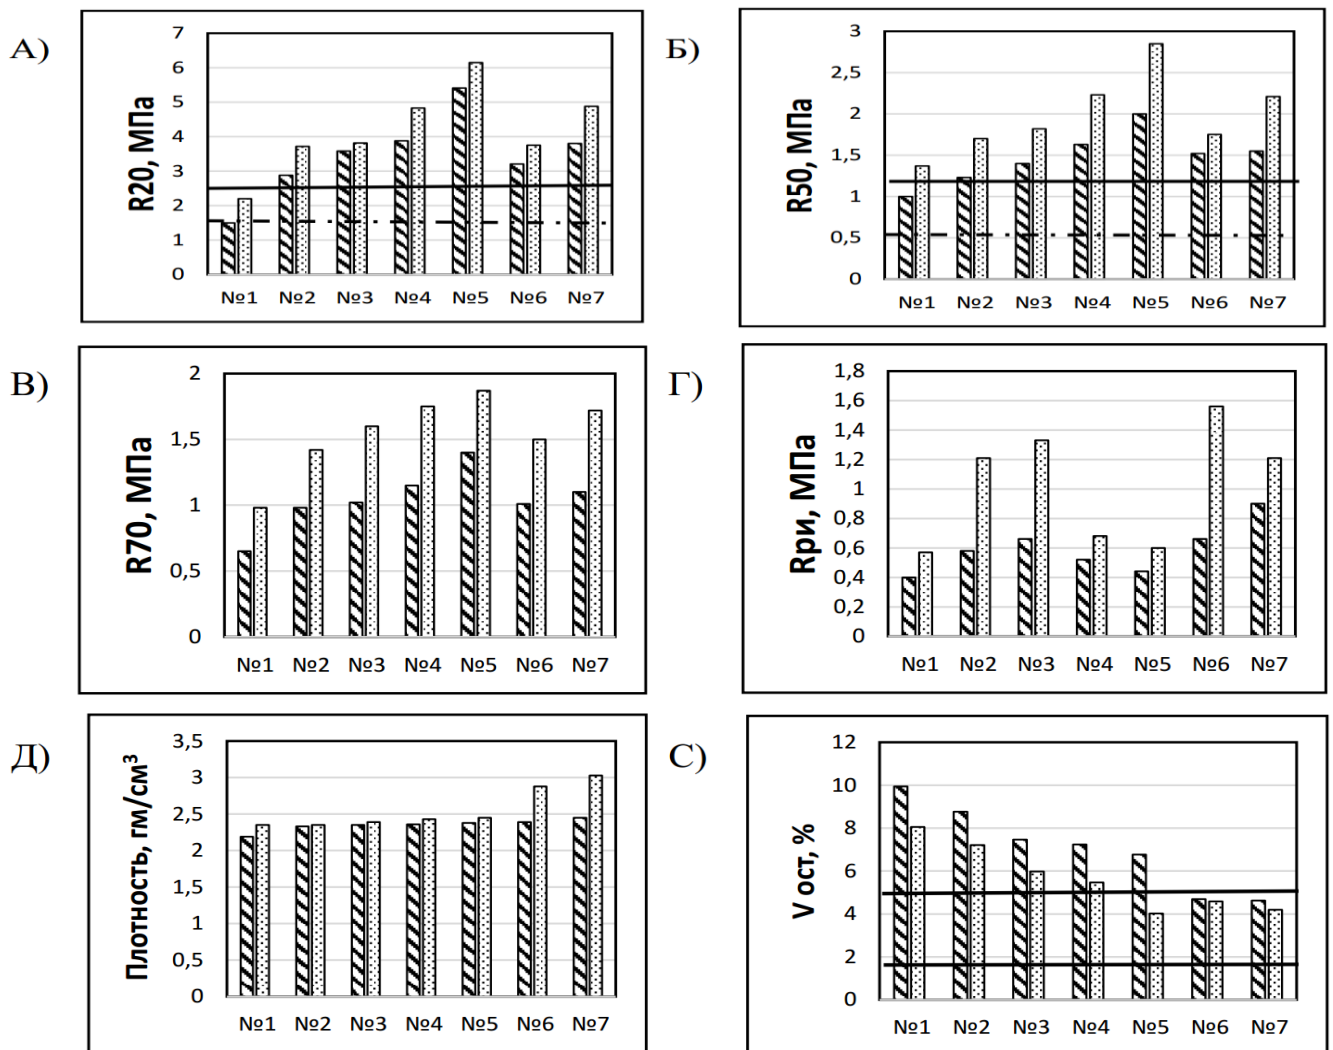 А)
R20, МПа
7
6
5
4
3
2
1
0
№1 №2 №3 №4 №5 №6 №7
Б)
R50, МПа
3
2,5
2
1,5
1
0,5
0
№1 №2 №3 №4 №5 №6 №7
В)
R70, МПа
2
1,5
1
0,5
0
№1 №2 №3 №4 №5 №6 №7
Г)
Rри, МПа
1,8
1,6
1,4
1,2
1
0,8
0,6
0,4
0,2
0
№1 №2 №3 №4 №5 №6 №7
Д)
Плотность, гм/см³
3,5
3
2,5
2
1,5
1
0,5
0
№1 №2 №3 №4 №5 №6 №7
С)
V ост, %
12
10
8
6
4
2
0
№1 №2 №3 №4 №5 №6 №7